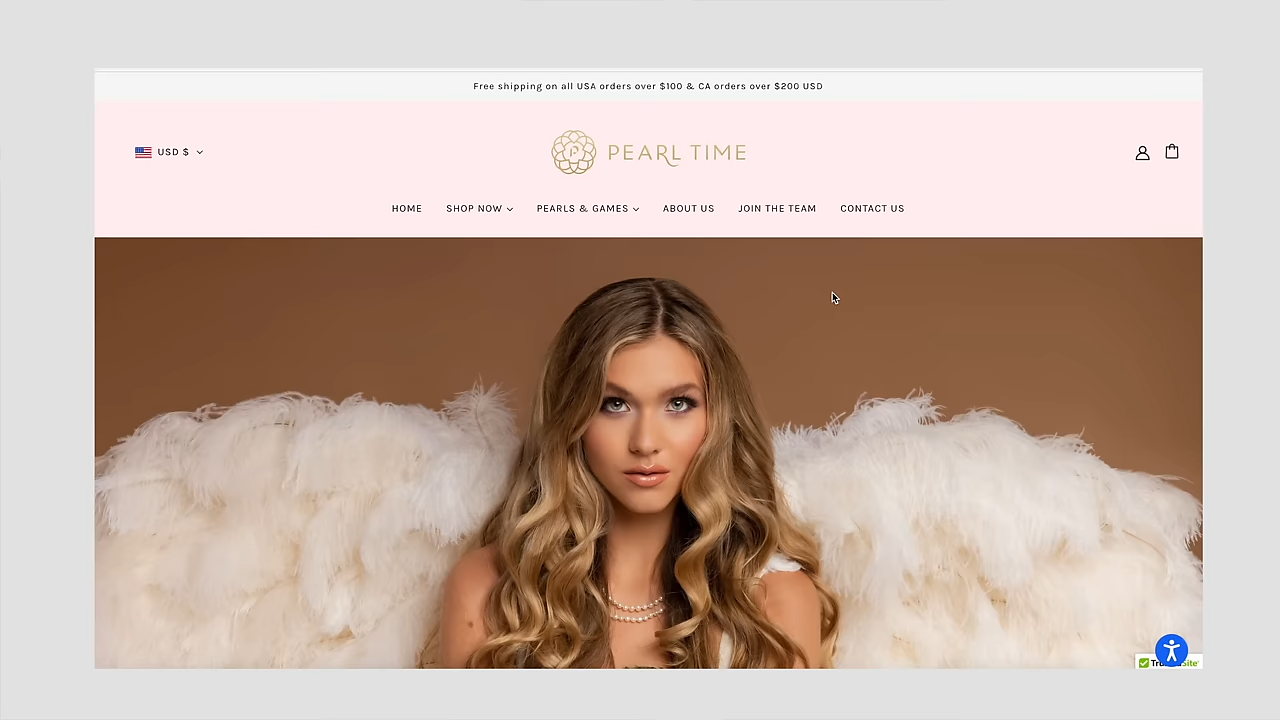 Free shipping on all USA orders over $100 & CA orders over $200 USD
USD $
PEARL TIME
HOME SHOP NOW PEARLS & GAMES ABOUT US JOIN THE TEAM CONTACT US